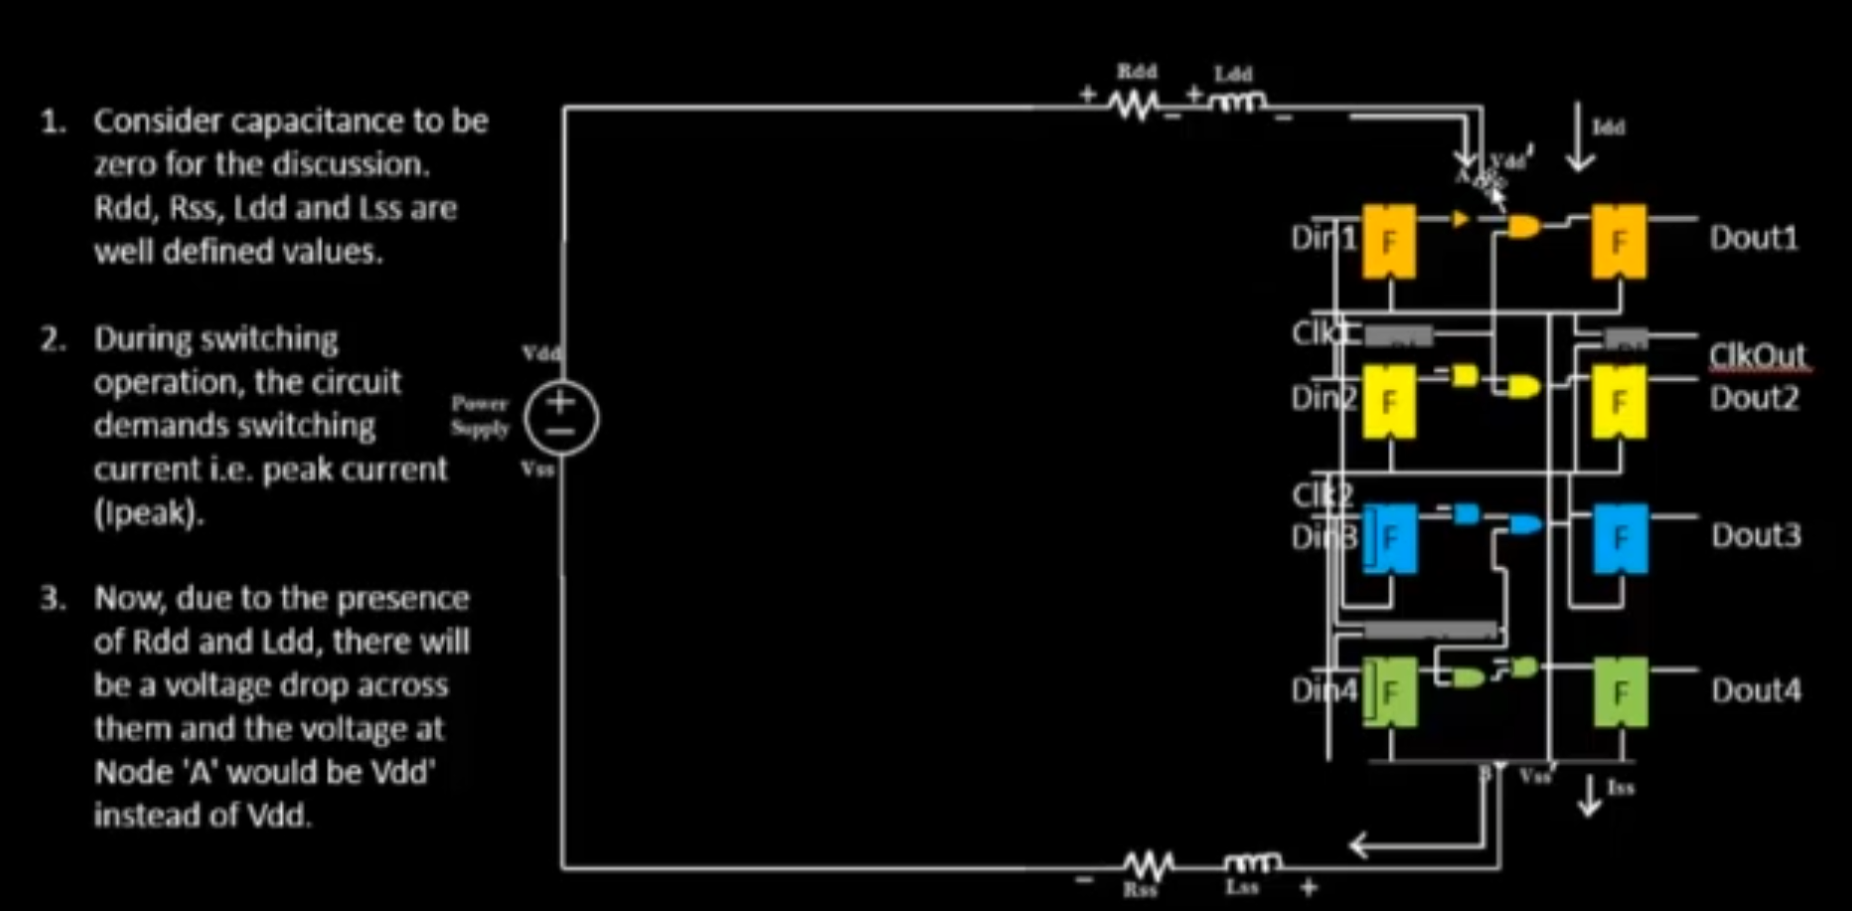 1. Consider capacitance to be
zero for the discussion.
Rdd, Rss, Ldd and Lss are
well defined values.
2. During switching
operation, the circuit
demands switching
current i.e. peak current
(Ipeak).
3. Now, due to the presence
of Rdd and Ldd, there will
be a voltage drop across
them and the voltage at
Node 'A' would be Vdd'
instead of Vdd.
Vdd
Power
Supply
+
−
Vss
Rdd
Ldd
+
−
+
−
Idd
A
Vdd'
Din1
F
F
Dout1
Clk1
ClkOut
Din2
F
F
Dout2
Clk2
Din3
F
F
Dout3
Din4
F
F
Dout4
B
Vss'
Iss
−
Rss
Lss
+